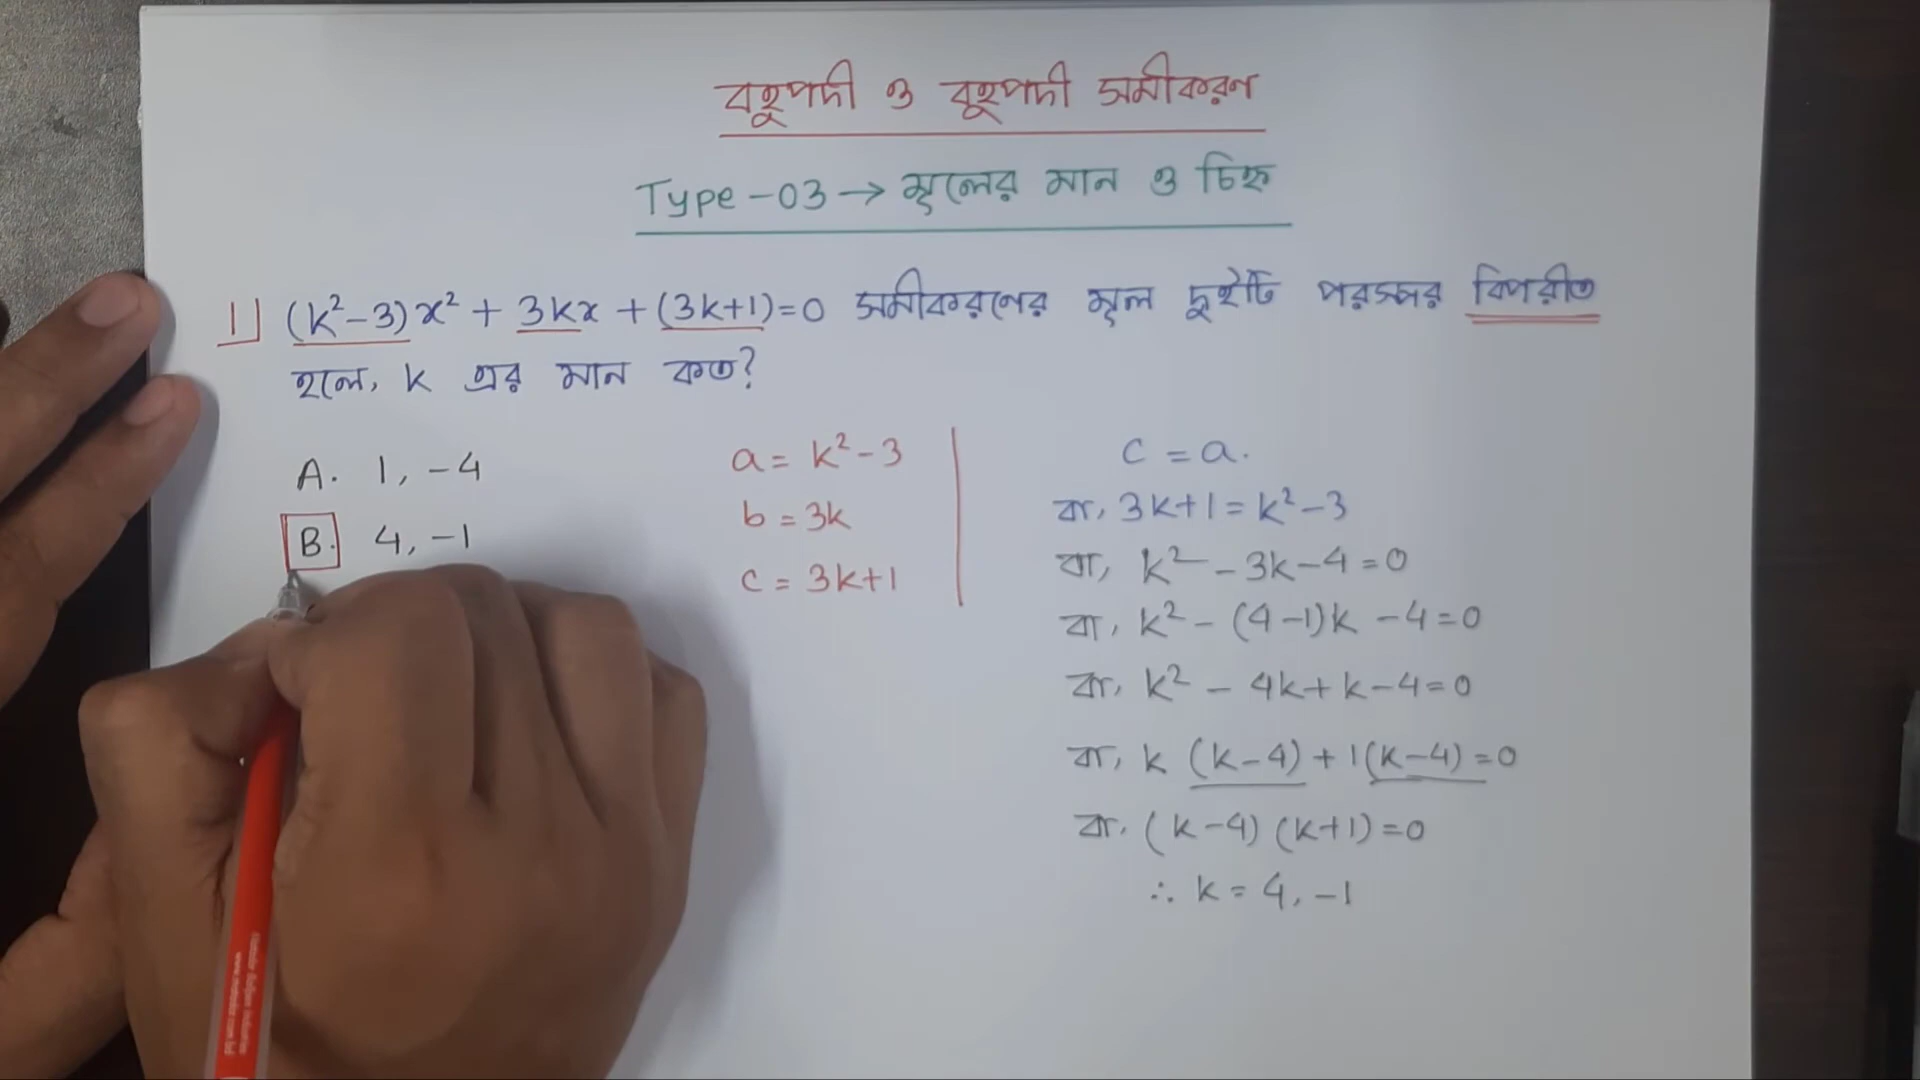 বহুপদী ও বহুপদী সমীকরণ
Type-03→ মূলের মান ও চিহ্ন
1] (k²-3)x² + 3kx + (3k+1)=0 সমীকরণের মূল দুইটি পরস্পর বিপরীত
হলে, k এর মান কত?
A. 1, -4
B. 4, -1
a = k²-3
b = 3k
c = 3k+1
c = a.
বা, 3k+1 = k²-3
বা, k² - 3k-4=0
বা, k² - (4-1)k -4=0
বা, k² - 4k+k-4=0
বা, k (k-4) + 1(k-4) =0
বা, (k-4) (k+1)=0
∴ k = 4, -1